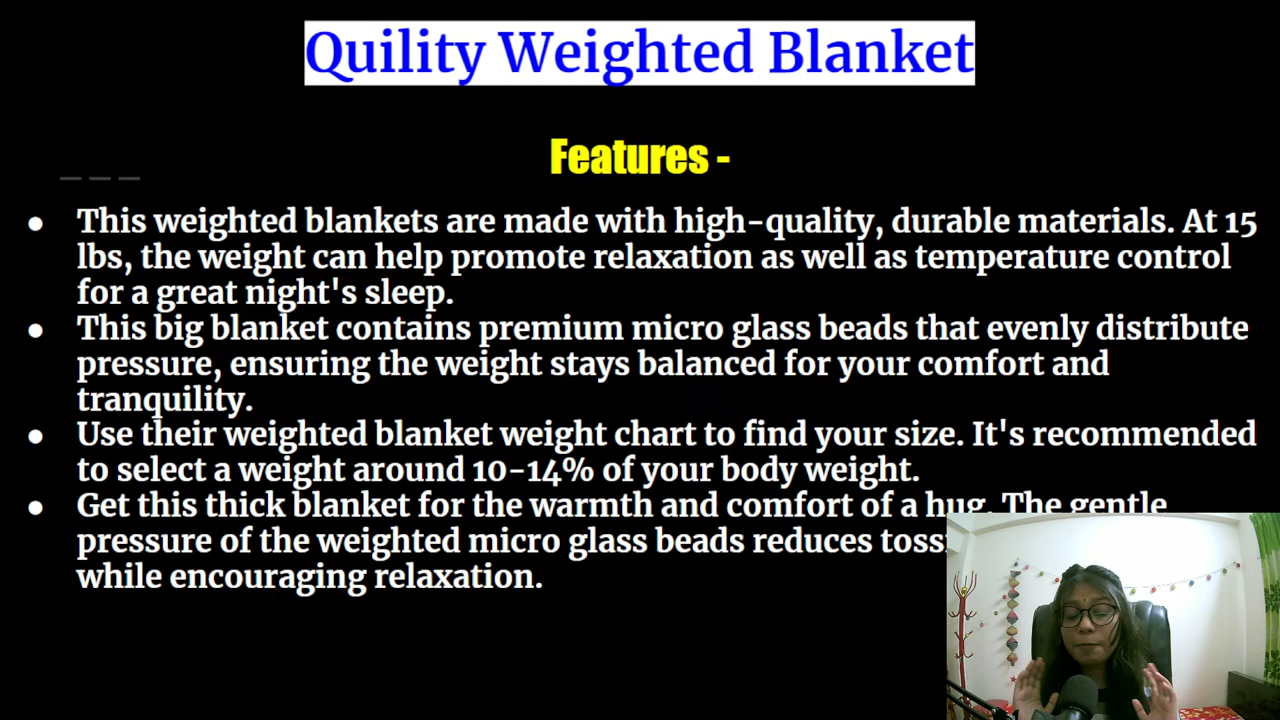 Quility Weighted Blanket
Features -
● This weighted blankets are made with high-quality, durable materials. At 15
lbs, the weight can help promote relaxation as well as temperature control
for a great night's sleep.
● This big blanket contains premium micro glass beads that evenly distribute
pressure, ensuring the weight stays balanced for your comfort and
tranquility.
● Use their weighted blanket weight chart to find your size. It's recommended
to select a weight around 10-14% of your body weight.
● Get this thick blanket for the warmth and comfort of a hug. The gentle
pressure of the weighted micro glass beads reduces
while encouraging relaxation.